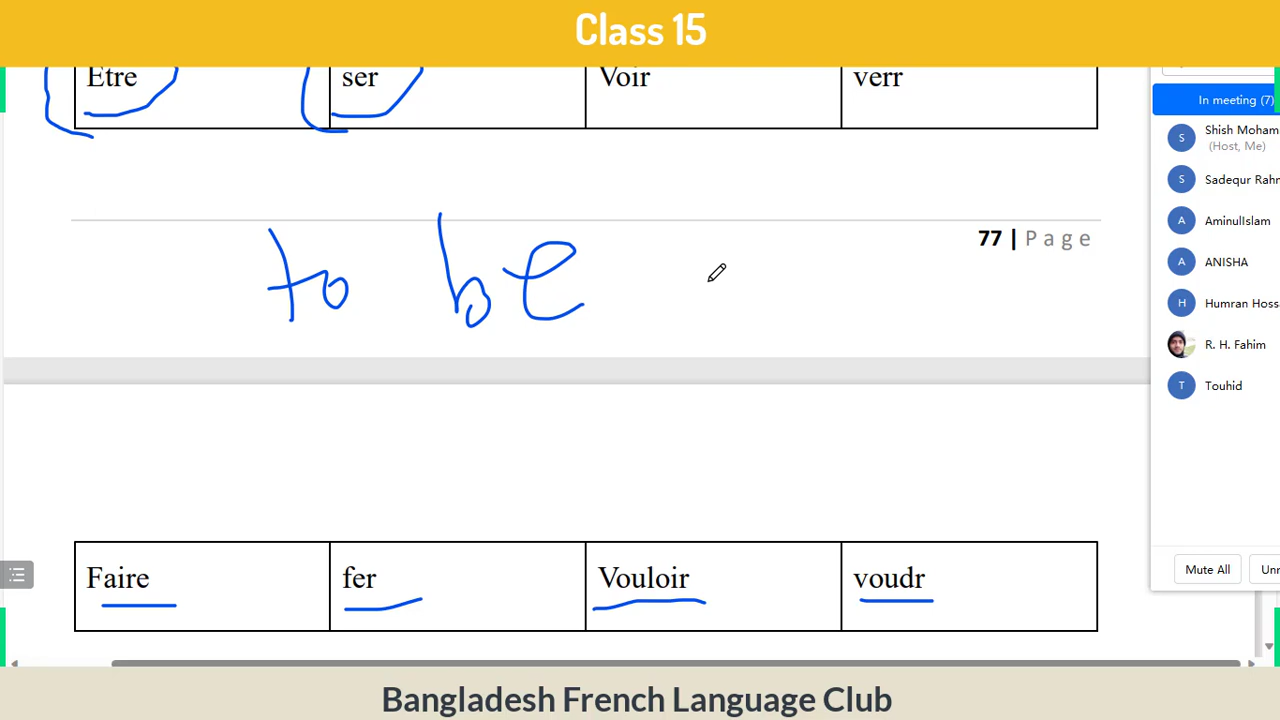 Class 15
Etre ser Voir verr
In meeting (7)
S Shish Moham
(Host, Me)
S Sadequr Rahr
A AminulIslam
A ANISHA
H Humran Hoss
R. H. Fahim
T Touhid
77 | Page
to be
Faire fer Vouloir voudr
Mute All Unr
Bangladesh French Language Club